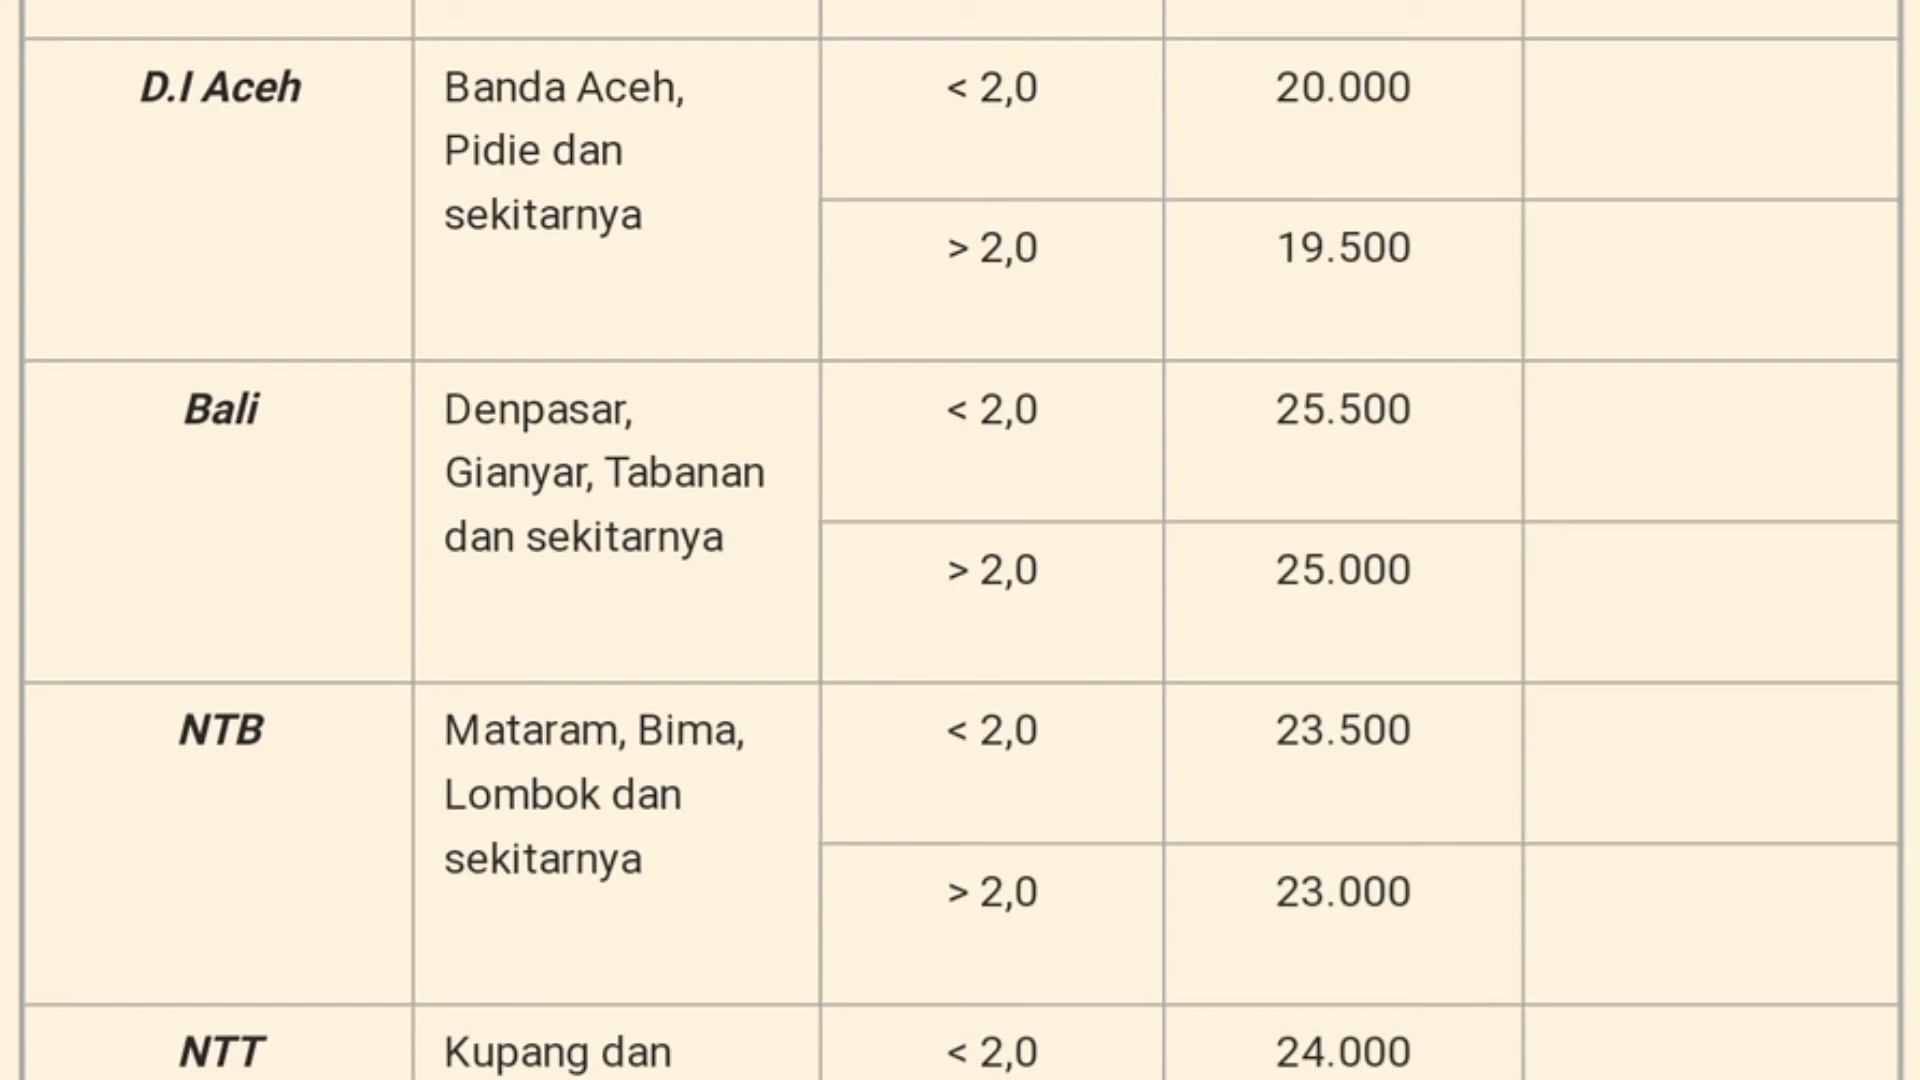 D.I Aceh
Banda Aceh,
Pidie dan
sekitarnya
< 2,0
20.000
> 2,0
19.500
Bali
Denpasar,
Gianyar, Tabanan
dan sekitarnya
< 2,0
25.500
> 2,0
25.000
NTB
Mataram, Bima,
Lombok dan
sekitarnya
< 2,0
23.500
> 2,0
23.000
NTT
Kupang dan
< 2,0
24.000